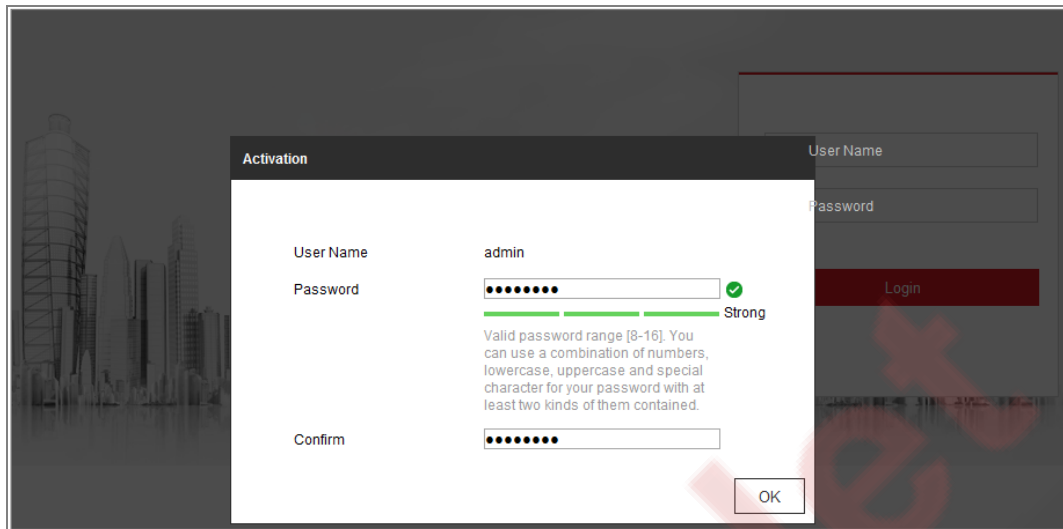 Activation
User Name
Password
Login
User Name admin
Password ••••••••
Strong
Valid password range [8-16]. You
can use a combination of numbers,
lowercase, uppercase and special
character for your password with at
least two kinds of them contained.
Confirm ••••••••
OK